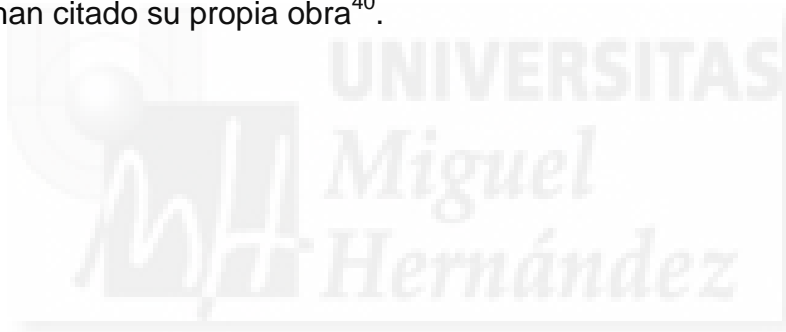 han citado su propia obra⁴⁰.
UNIVERSITAS
Miguel
Hernández